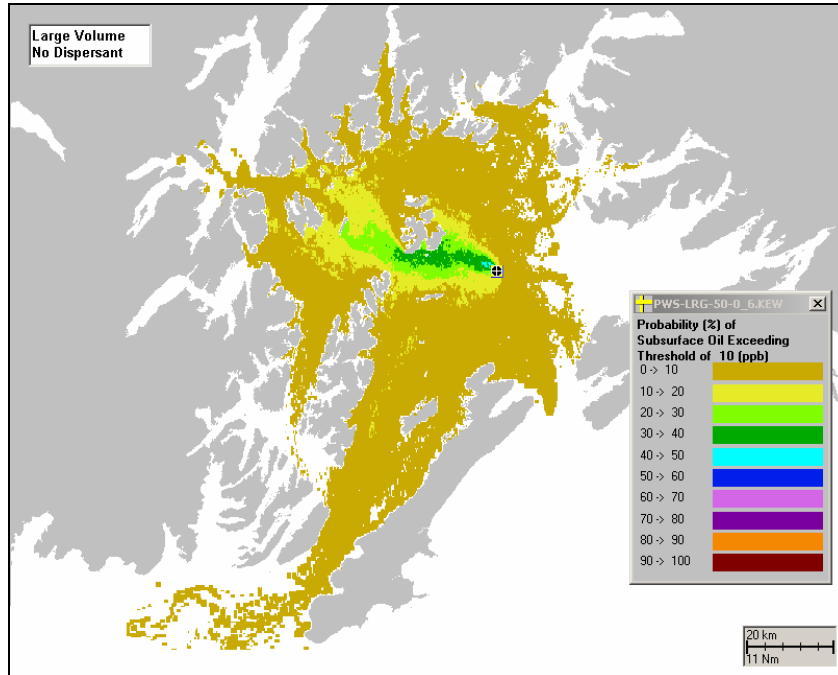 Large Volume
No Dispersant
PWS-LRG-50-0_6.KEW
Probability (%) of
Subsurface Oil Exceeding
Threshold of 10 (ppb)
0 -> 10
10 -> 20
20 -> 30
30 -> 40
40 -> 50
50 -> 60
60 -> 70
70 -> 80
80 -> 90
90 -> 100
20 km
11 Nm